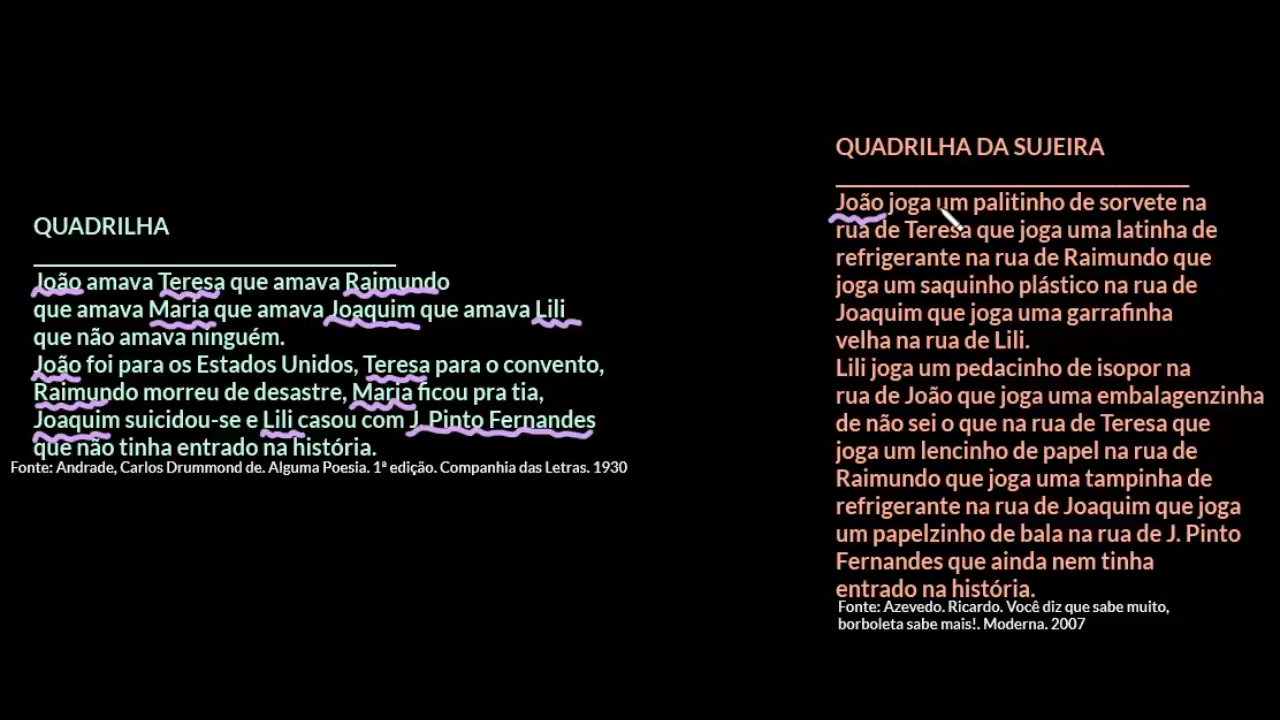 QUADRILHA
João amava Teresa que amava Raimundo
que amava Maria que amava Joaquim que amava Lili
que não amava ninguém.
João foi para os Estados Unidos, Teresa para o convento,
Raimundo morreu de desastre, Maria ficou pra tia,
Joaquim suicidou-se e Lili casou com J. Pinto Fernandes
que não tinha entrado na história.
Fonte: Andrade, Carlos Drummond de. Alguma Poesia. 1ª edição. Companhia das Letras. 1930
QUADRILHA DA SUJEIRA
João joga um palitinho de sorvete na
rua de Teresa que joga uma latinha de
refrigerante na rua de Raimundo que
joga um saquinho plástico na rua de
Joaquim que joga uma garrafinha
velha na rua de Lili.
Lili joga um pedacinho de isopor na
rua de João que joga uma embalagenzinha
de não sei o que na rua de Teresa que
joga um lencinho de papel na rua de
Raimundo que joga uma tampinha de
refrigerante na rua de Joaquim que joga
um papelzinho de bala na rua de J. Pinto
Fernandes que ainda nem tinha
entrado na história.
Fonte: Azevedo. Ricardo. Você diz que sabe muito,
borboleta sabe mais!. Moderna. 2007